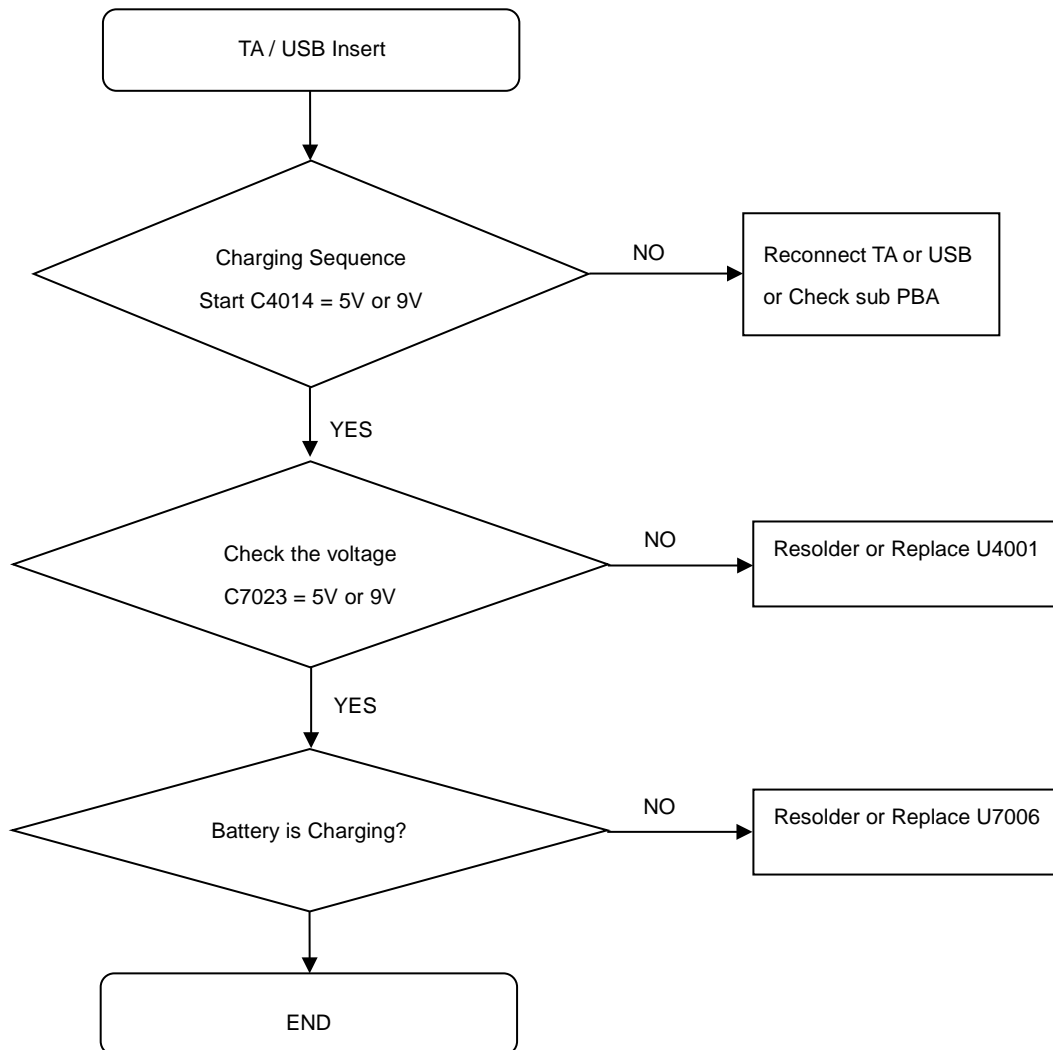 TA / USB Insert
Charging Sequence
Start C4014 = 5V or 9V
NO
Reconnect TA or USB
or Check sub PBA
YES
Check the voltage
C7023 = 5V or 9V
NO
Resolder or Replace U4001
YES
Battery is Charging?
NO
Resolder or Replace U7006
END